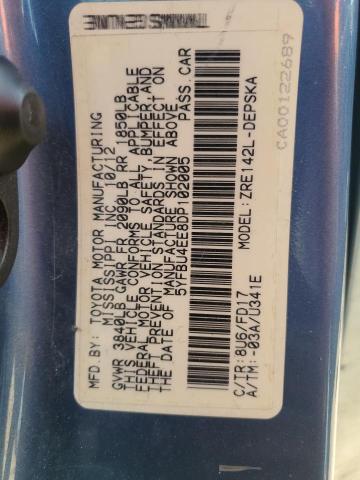 MFD. BY: TOYOTA MOTOR MANUFACTURING
MISSISSIPPI INC. 10/12
GVWR 3840LB GAWR FR 2090LB RR 1850LB
THIS VEHICLE CONFORMS TO ALL APPLICABLE
FEDERAL MOTOR VEHICLE SAFETY, BUMPER, AND
THEFT PREVENTION STANDARDS IN EFFECT ON
THE DATE OF MANUFACTURE SHOWN ABOVE.
5YFBU4EE8DP102005 PASS.CAR
MODEL: ZRE142L-DEPSKA
C/TR: 8U6/FD17
A/TM: -03A/U341E
CA00122689